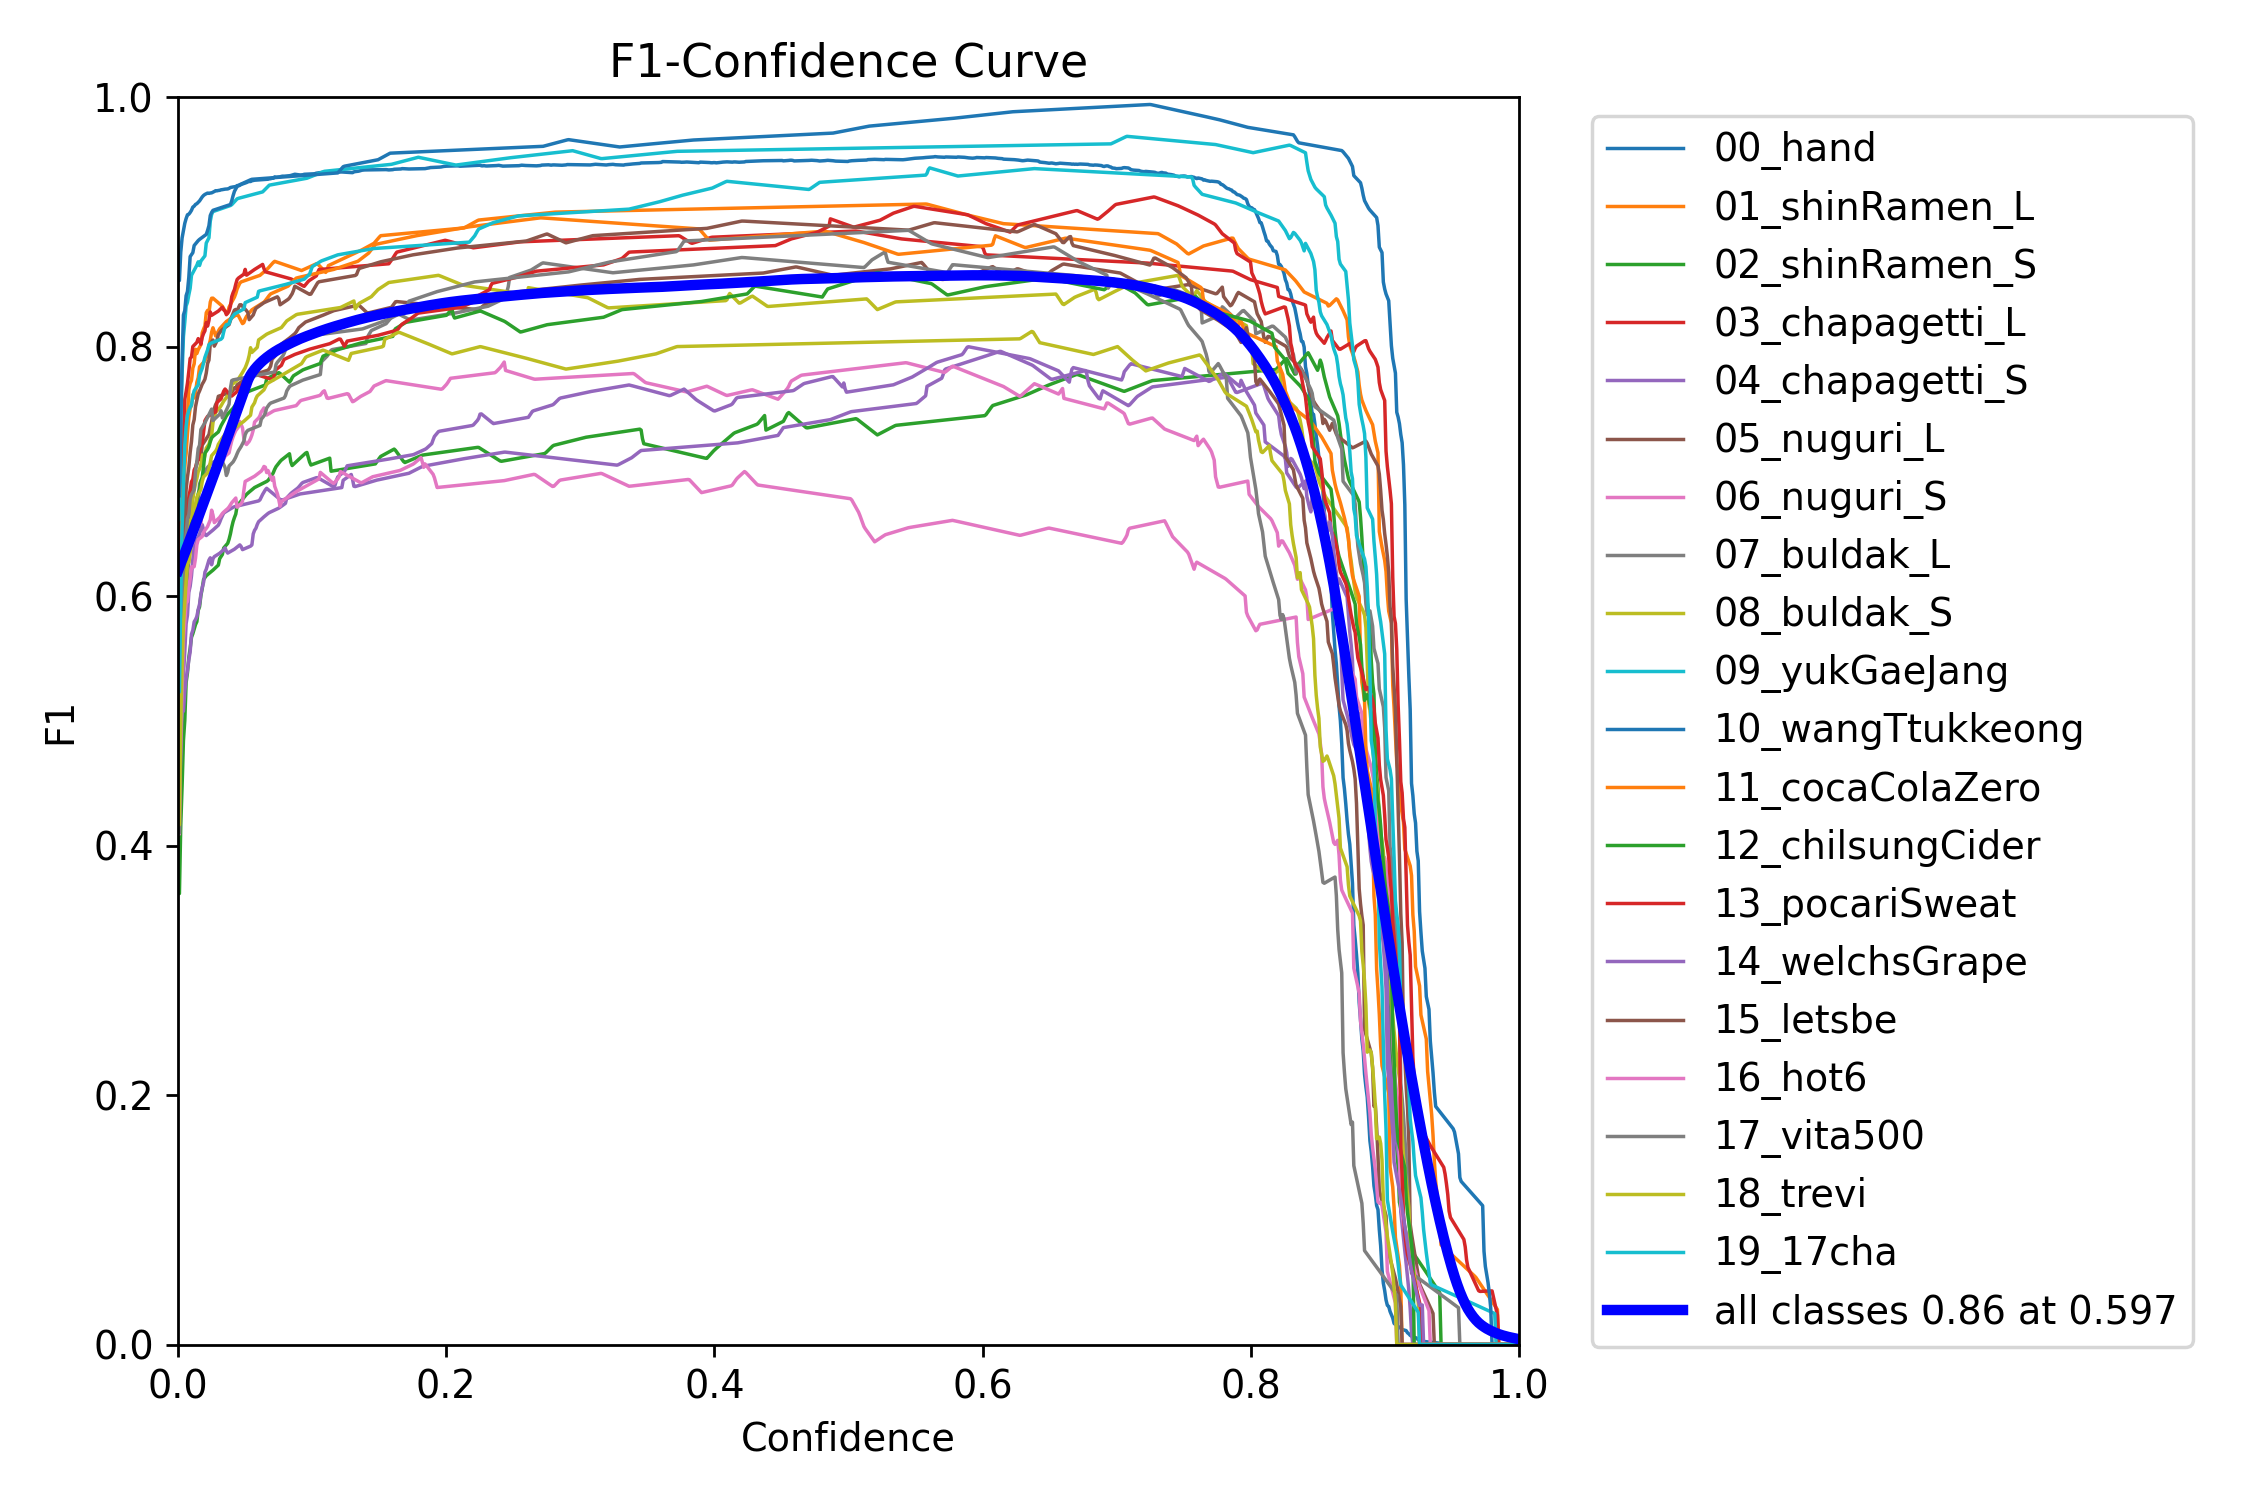 F1-Confidence Curve
1.0
0.8
0.6
0.4
0.2
0.0
F1
0.0 0.2 0.4 0.6 0.8 1.0
Confidence
00_hand
01_shinRamen_L
02_shinRamen_S
03_chapagetti_L
04_chapagetti_S
05_nuguri_L
06_nuguri_S
07_buldak_L
08_buldak_S
09_yukGaeJang
10_wangTtukkeong
11_cocaColaZero
12_chilsungCider
13_pocariSweat
14_welchsGrape
15_letsbe
16_hot6
17_vita500
18_trevi
19_17cha
all classes 0.86 at 0.597